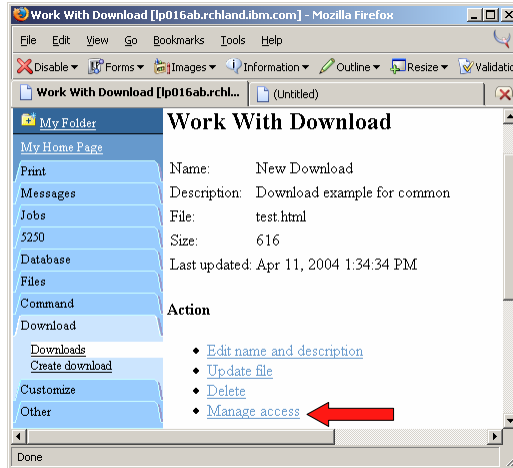 Work With Download [lp016ab.rchland.ibm.com] - Mozilla Firefox
File Edit View Go Bookmarks Tools Help
Disable Forms Images Information Outline Resize Validatio
Work With Download [lp016ab.rchl... (Untitled)
My Folder
My Home Page
Print
Messages
Jobs
5250
Database
Files
Command
Download
Downloads
Create download
Customize
Other
Work With Download
Name: New Download
Description: Download example for common
File: test.html
Size: 616
Last updated: Apr 11, 2004 1:34:34 PM
Action
• Edit name and description
• Update file
• Delete
• Manage access
Done